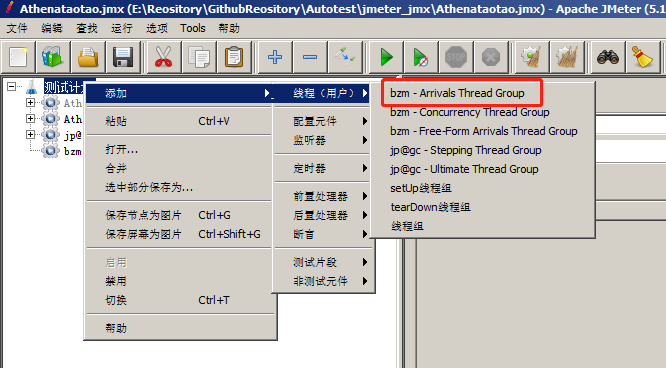 Athenataotao.jmx (E:\Reository\GithubReository\Autotest\jmeter_jmx\Athenataotao.jmx) - Apache JMeter (5.1
文件 编辑 查找 运行 选项 Tools 帮助
测试计
Ath
Ath
jp@
bzm
添加
粘贴 Ctrl+V
打开...
合并
选中部分保存为...
保存节点为图片 Ctrl+G
保存屏幕为图片 Ctrl+Shift+G
启用
禁用
切换 Ctrl+T
帮助
线程（用户）
配置元件
监听器
定时器
前置处理器
后置处理器
断言
测试片段
非测试元件
bzm - Arrivals Thread Group
bzm - Concurrency Thread Group
bzm - Free-Form Arrivals Thread Group
jp@gc - Stepping Thread Group
jp@gc - Ultimate Thread Group
setUp线程组
tearDown线程组
线程组